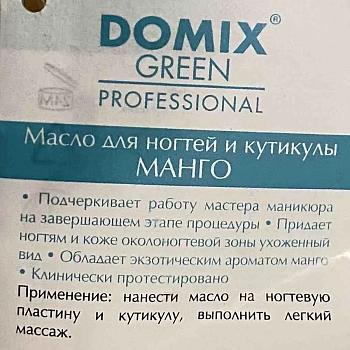 DOMIX®
GREEN
PROFESSIONAL
24M
Масло для ногтей и кутикулы
МАНГО
• Подчеркивает работу мастера маникюра
на завершающем этапе процедуры • Придает
ногтям и коже околоногтевой зоны ухоженный
вид • Обладает экзотическим ароматом манго
• Клинически протестировано
Применение: нанести масло на ногтевую
пластину и кутикулу, выполнить легкий
массаж.